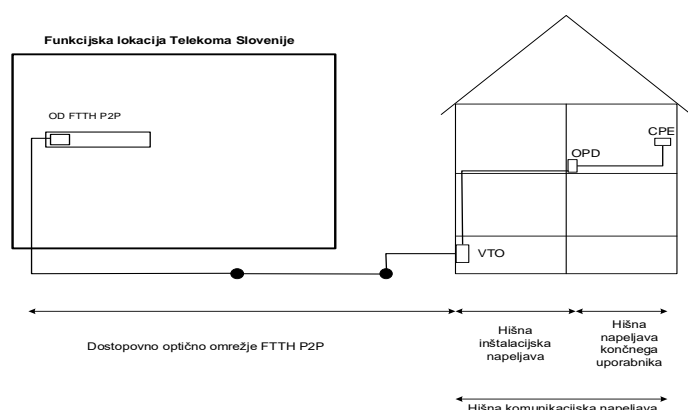 Funkcijska lokacija Telekoma Slovenije
OD FTTH P2P
CPE
OPD
VTO
Dostopovno optično omrežje FTTH P2P
Hišna
inštalacijska
napeljava
Hišna
napeljava
končnega
uporabnika
Hišna komunikacijska napeljava